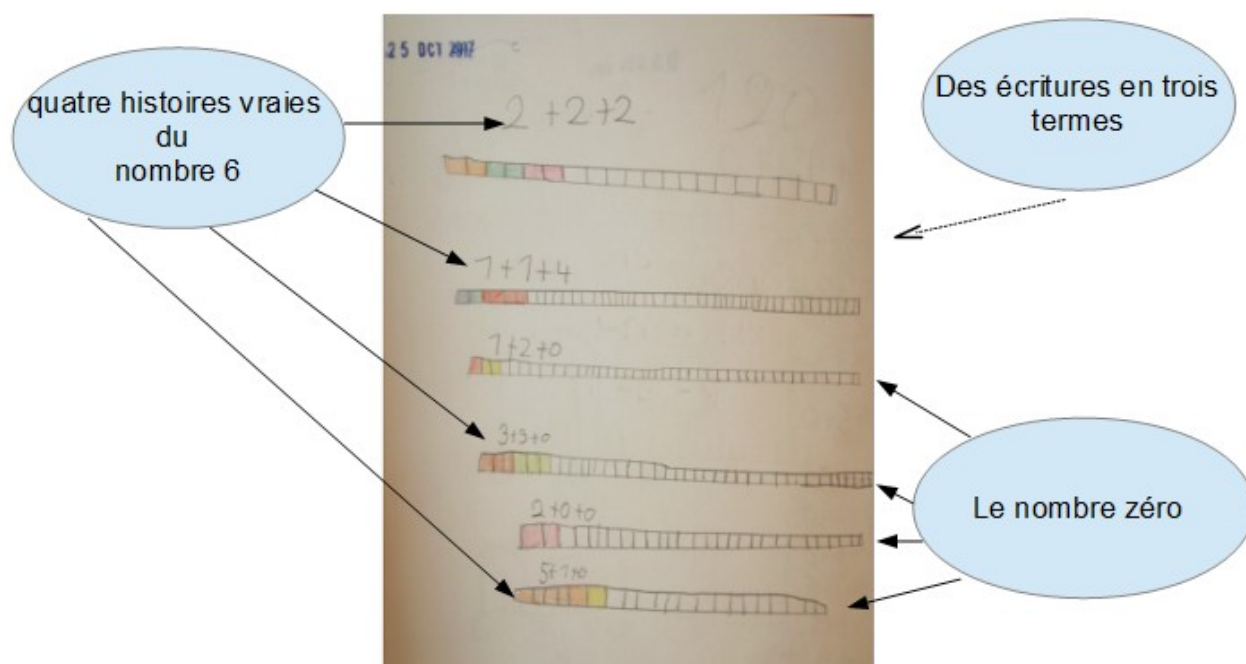 25 OCT 2017
quatre histoires vraies
du
nombre 6
Des écritures en trois
termes
2+2+2
1+1+4
1+2+0
3+3+0
2+0+0
5+1+0
Le nombre zéro